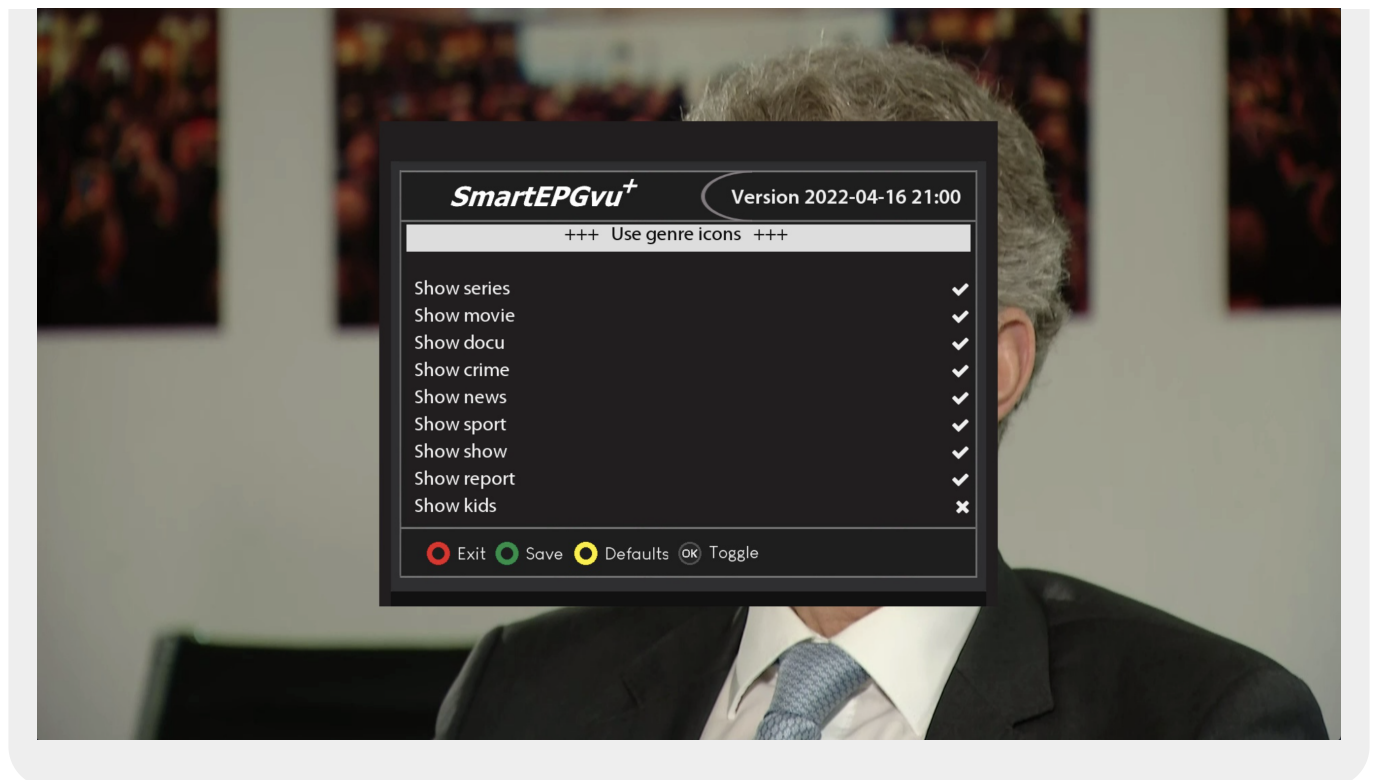 SmartEPGvu+
Version 2022-04-16 21:00
+++ Use genre icons +++
Show series
Show movie
Show docu
Show crime
Show news
Show sport
Show show
Show report
Show kids
Exit Save Defaults OK Toggle